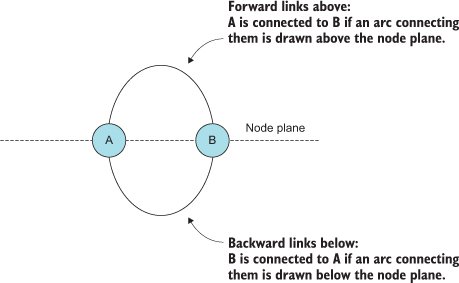 Forward links above:
A is connected to B if an arc connecting
them is drawn above the node plane.
Node plane
A
B
Backward links below:
B is connected to A if an arc connecting
them is drawn below the node plane.